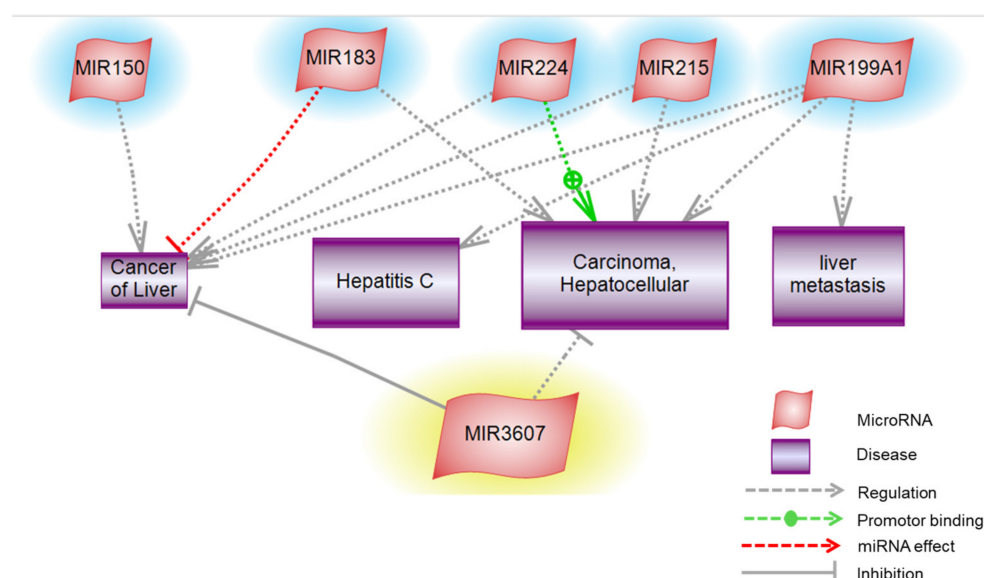 MIR150
MIR183
MIR224
MIR215
MIR199A1
Cancer
of Liver
Hepatitis C
Carcinoma,
Hepatocellular
liver
metastasis
MIR3607
MicroRNA
Disease
Regulation
Promotor binding
miRNA effect
Inhibition